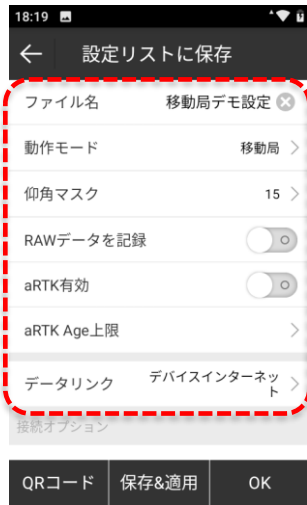 18:19
← 設定リストに保存
ファイル名 移動局デモ設定
動作モード 移動局 >
仰角マスク 15 >
RAWデータを記録
aRTK有効
aRTK Age上限 >
データリンク デバイスインターネッ
ト >
接続オプション
QRコード 保存&適用 OK